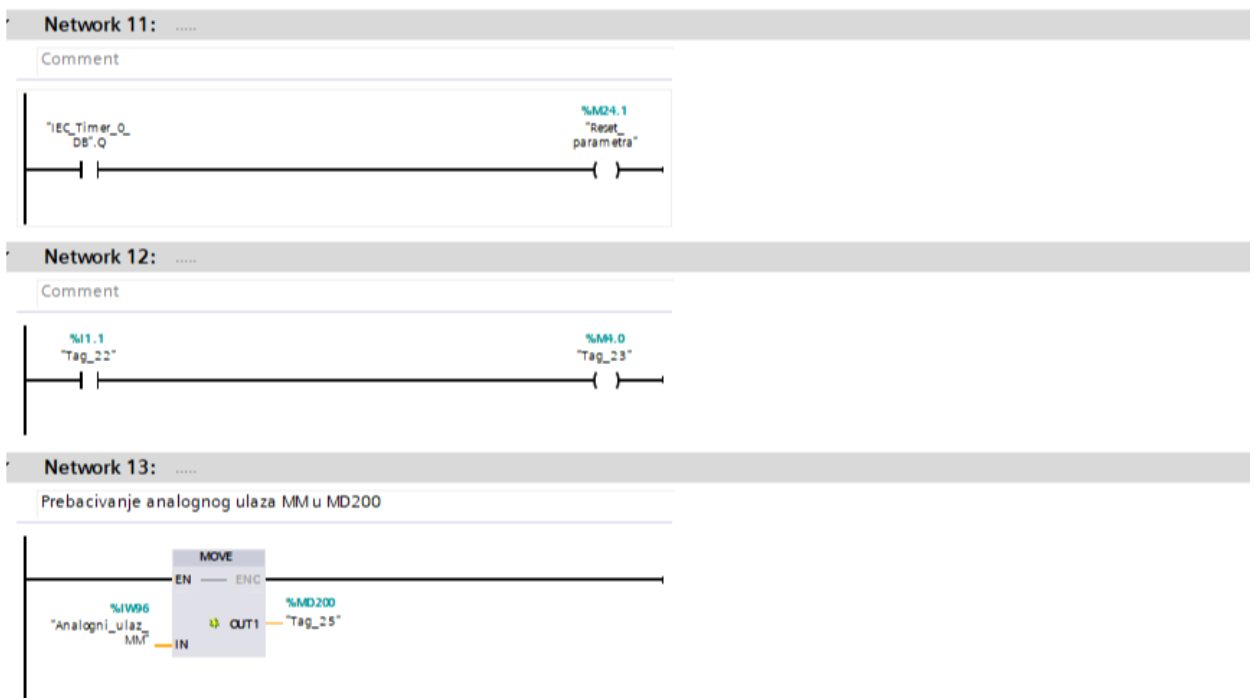 Network 11: .....
Comment
"IEC_Timer_0_
DB".Q
%M24.1
"Reset_
parametra"
Network 12: .....
Comment
%I1.1
"Tag_22"
%M4.0
"Tag_23"
Network 13: .....
Prebacivanje analognog ulaza MM u MD200
MOVE
EN
ENO
%IW96
"Analogni_ulaz_
MM"
IN
OUT1
%MD200
"Tag_25"